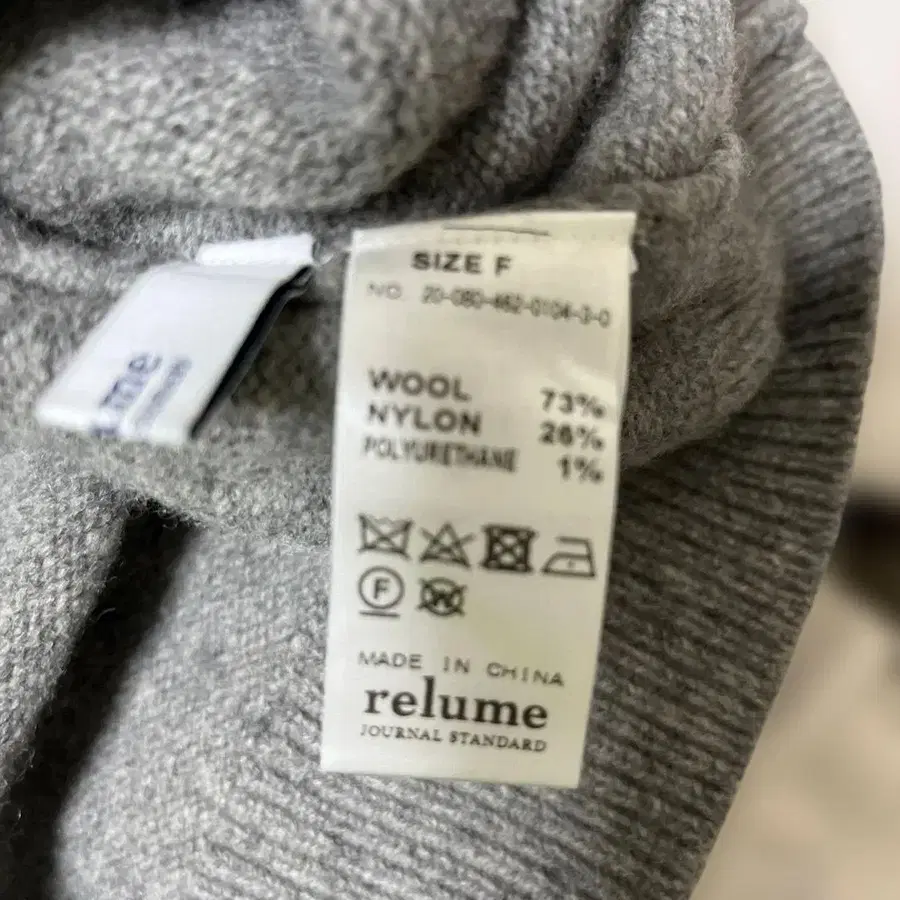 SIZE F
NO. 20-080-462-0104-3-0
WOOL 73%
NYLON 26%
POLYURETHANE 1%
F
W
MADE IN CHINA
relume
JOURNAL STANDARD